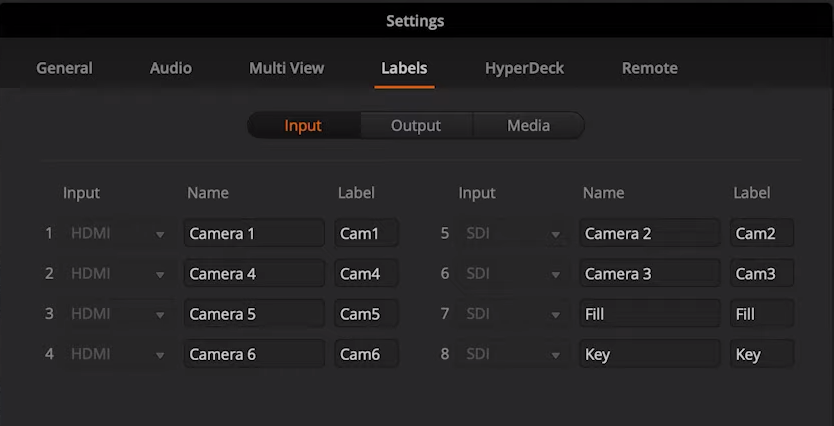 Settings
General Audio Multi View Labels HyperDeck Remote
Input Output Media
Input Name Label Input Name Label
1 HDMI Camera 1 Cam1 5 SDI Camera 2 Cam2
2 HDMI Camera 4 Cam4 6 SDI Camera 3 Cam3
3 HDMI Camera 5 Cam5 7 SDI Fill Fill
4 HDMI Camera 6 Cam6 8 SDI Key Key